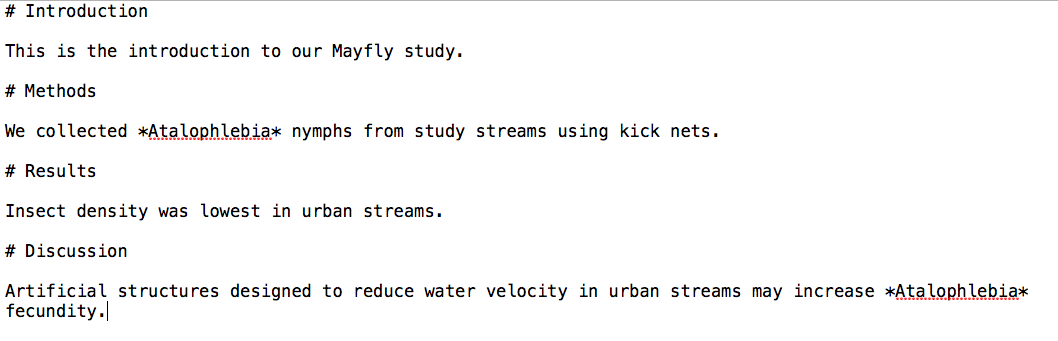 # Introduction
This is the introduction to our Mayfly study.
# Methods
We collected *Atalophlebia* nymphs from study streams using kick nets.
# Results
Insect density was lowest in urban streams.
# Discussion
Artificial structures designed to reduce water velocity in urban streams may increase *Atalophlebia*
fecundity.